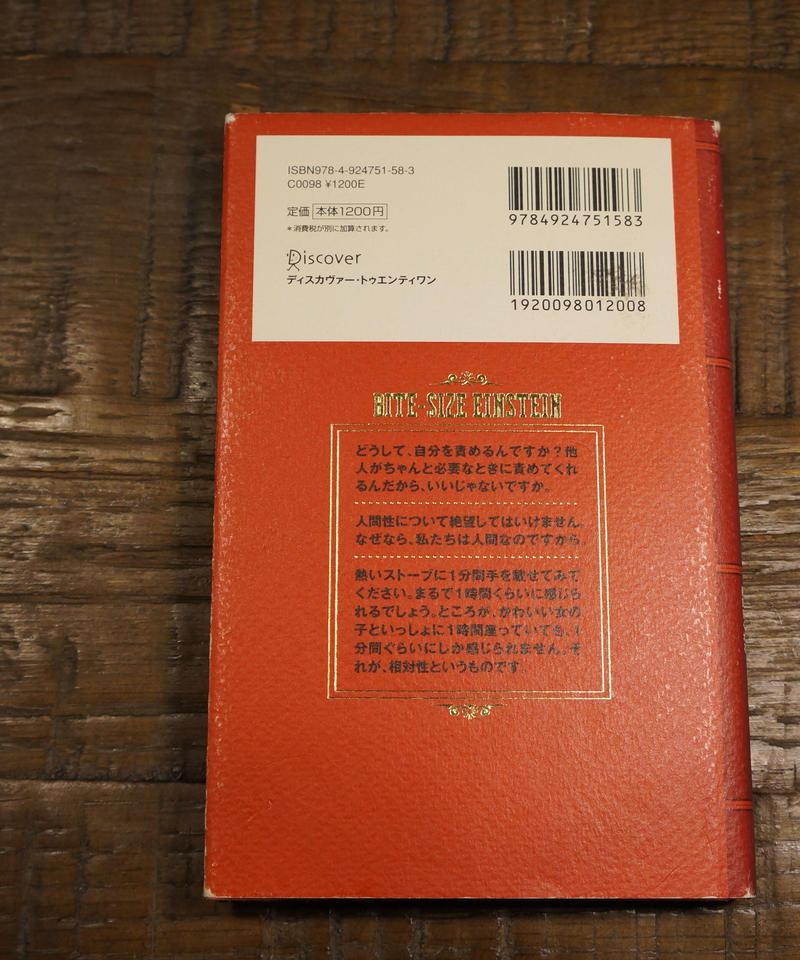 ISBN978-4-924751-58-3
C0098 ¥1200E
定価 本体1200円
＊消費税が別に加算されます。
Discover
ディスカヴァー・トゥエンティワン
9784924751583
1920098012008
BITE-SIZE EINSTEIN
どうして、自分を責めるんですか？他
人がちゃんと必要なときに責めてくれ
るんだから、いいじゃないですか。
人間性について絶望してはいけません。
なぜなら、私たちは人間なのですから。
熱いストーブに1分間手を載せてみて
ください。まるで1時間くらいに感じら
れるでしょう。ところが、かわいい女の
子といっしょに1時間座っていても、1
分間ぐらいにしか感じられません。そ
れが、相対性というものです。